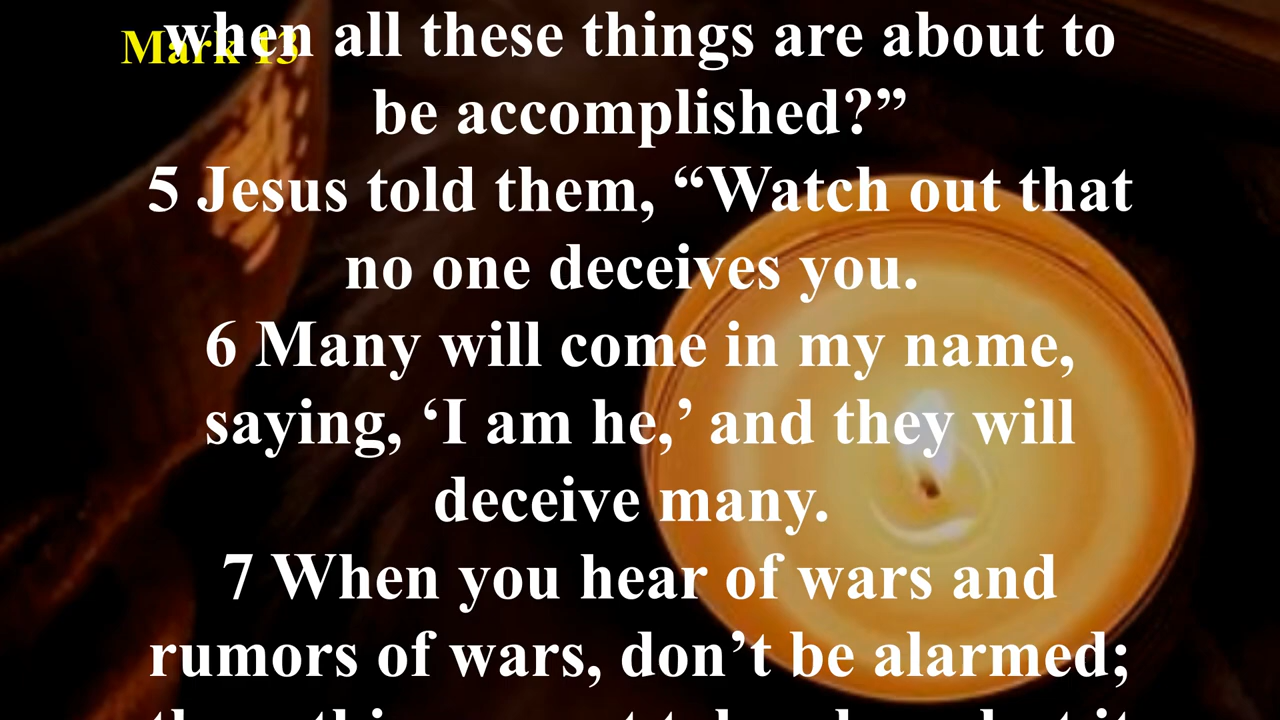 Mark 13
when all these things are about to
be accomplished?”
5 Jesus told them, “Watch out that
no one deceives you.
6 Many will come in my name,
saying, ‘I am he,’ and they will
deceive many.
7 When you hear of wars and
rumors of wars, don’t be alarmed;